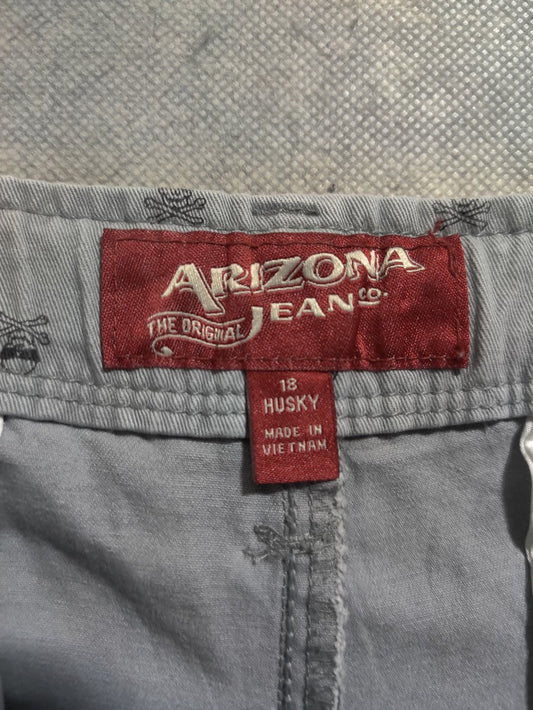 ARIZONA
THE ORIGINAL JEAN CO.
18
HUSKY
MADE IN
VIETNAM